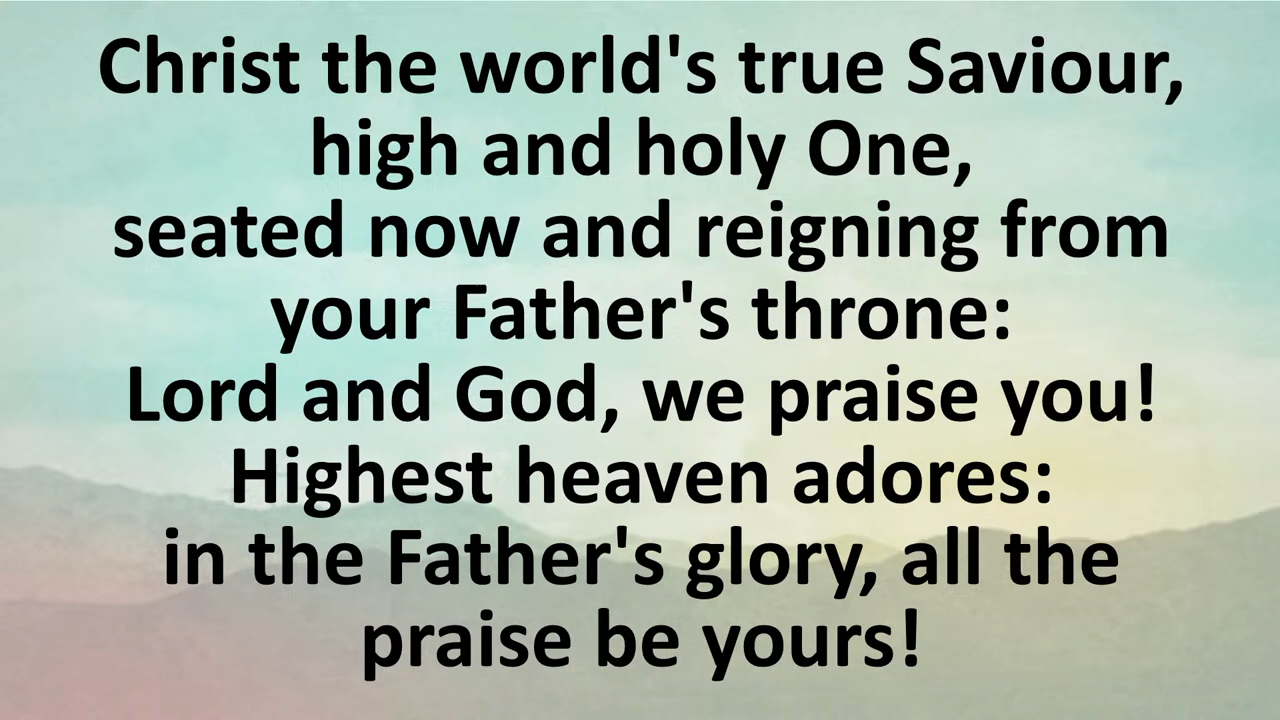 Christ the world's true Saviour,
high and holy One,
seated now and reigning from
your Father's throne:
Lord and God, we praise you!
Highest heaven adores:
in the Father's glory, all the
praise be yours!